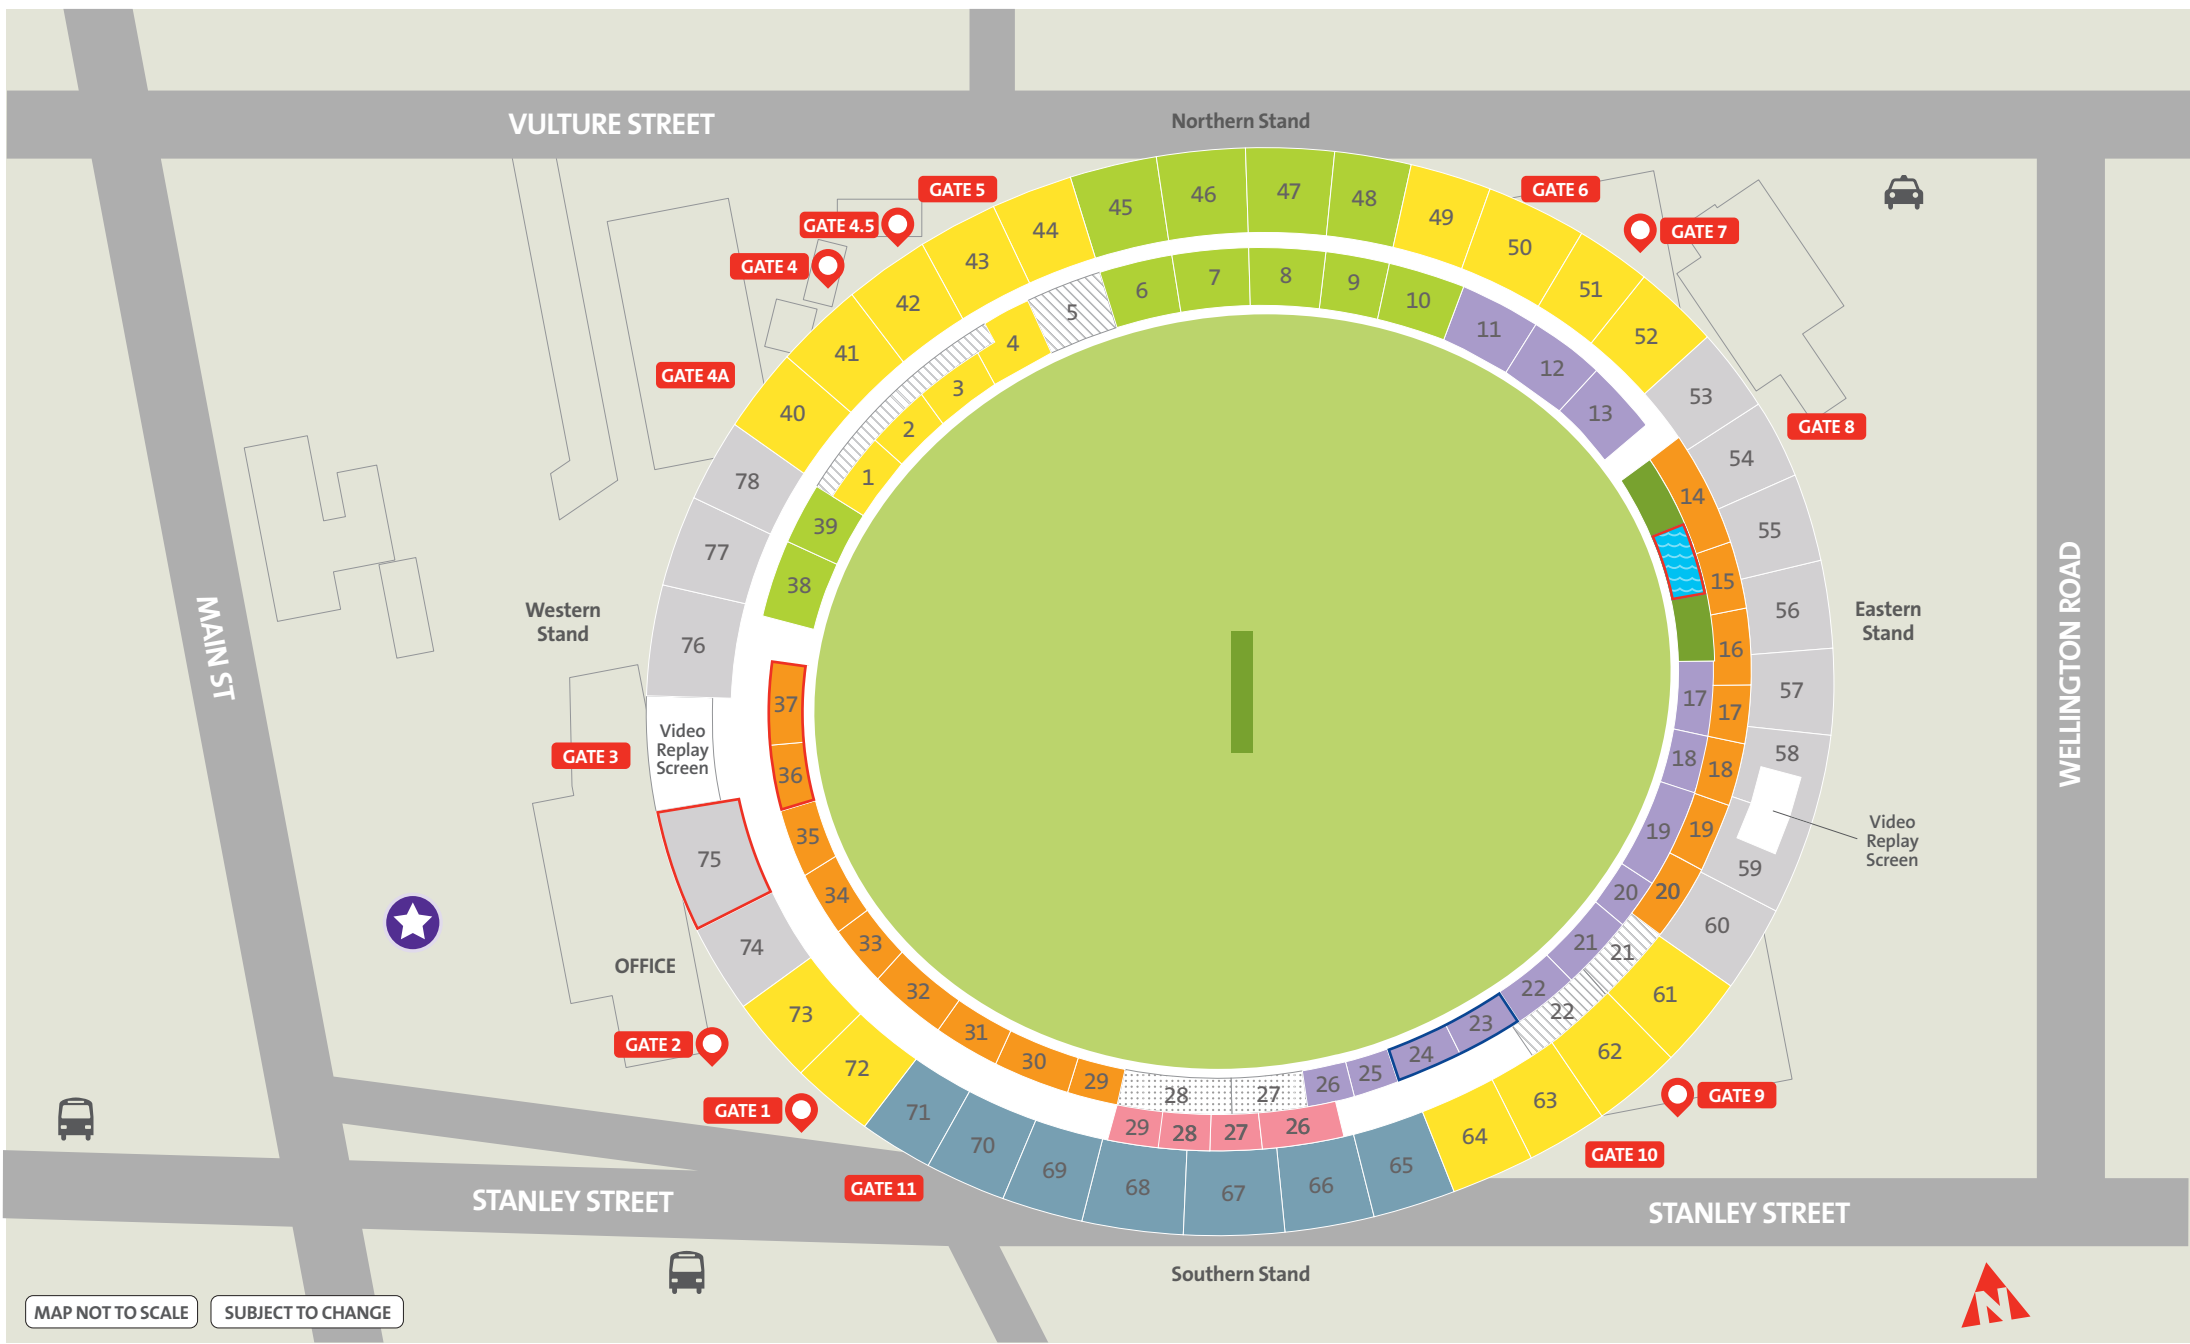 VULTURE STREET
Northern Stand
GATE 5
GATE 4.5
GATE 4
GATE 4A
GATE 6
GATE 7
GATE 8
45
46
47
48
49
44
43
42
41
40
50
51
52
53
54
55
56
57
58
59
60
61
62
63
64
65
66
67
68
69
70
71
72
73
74
75
76
77
78
6
7
8
9
10
11
12
13
5
4
3
2
1
39
38
37
36
35
34
33
32
31
30
29
28
27
26
25
24
23
22
21
20
19
18
17
14
15
16
17
18
19
20
21
22
29
28
27
26
MAIN ST
Western
Stand
Video
Replay
Screen
GATE 3
OFFICE
GATE 2
GATE 1
GATE 11
Eastern
Stand
WELLINGTON ROAD
Video
Replay
Screen
GATE 9
GATE 10
STANLEY STREET
STANLEY STREET
Southern Stand
MAP NOT TO SCALE
SUBJECT TO CHANGE
N